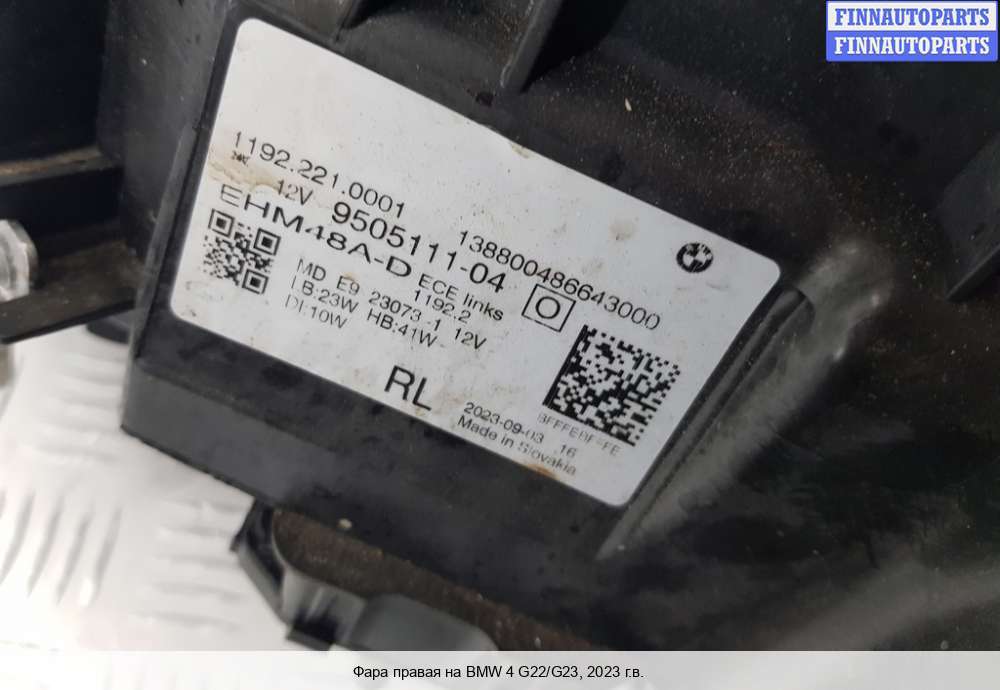 FINNAUTOPARTS
FINNAUTOPARTS
1192.221.0001
12V 9505111-04
138800486643000
EHM48A-D ECE links
1192.2
MD E9 23073 .1 12V
LB:23W HB:41W
DI:10W
O
RL
2023-09-03 16
Made in Slovakia
Фара правая на BMW 4 G22/G23, 2023 г.в.